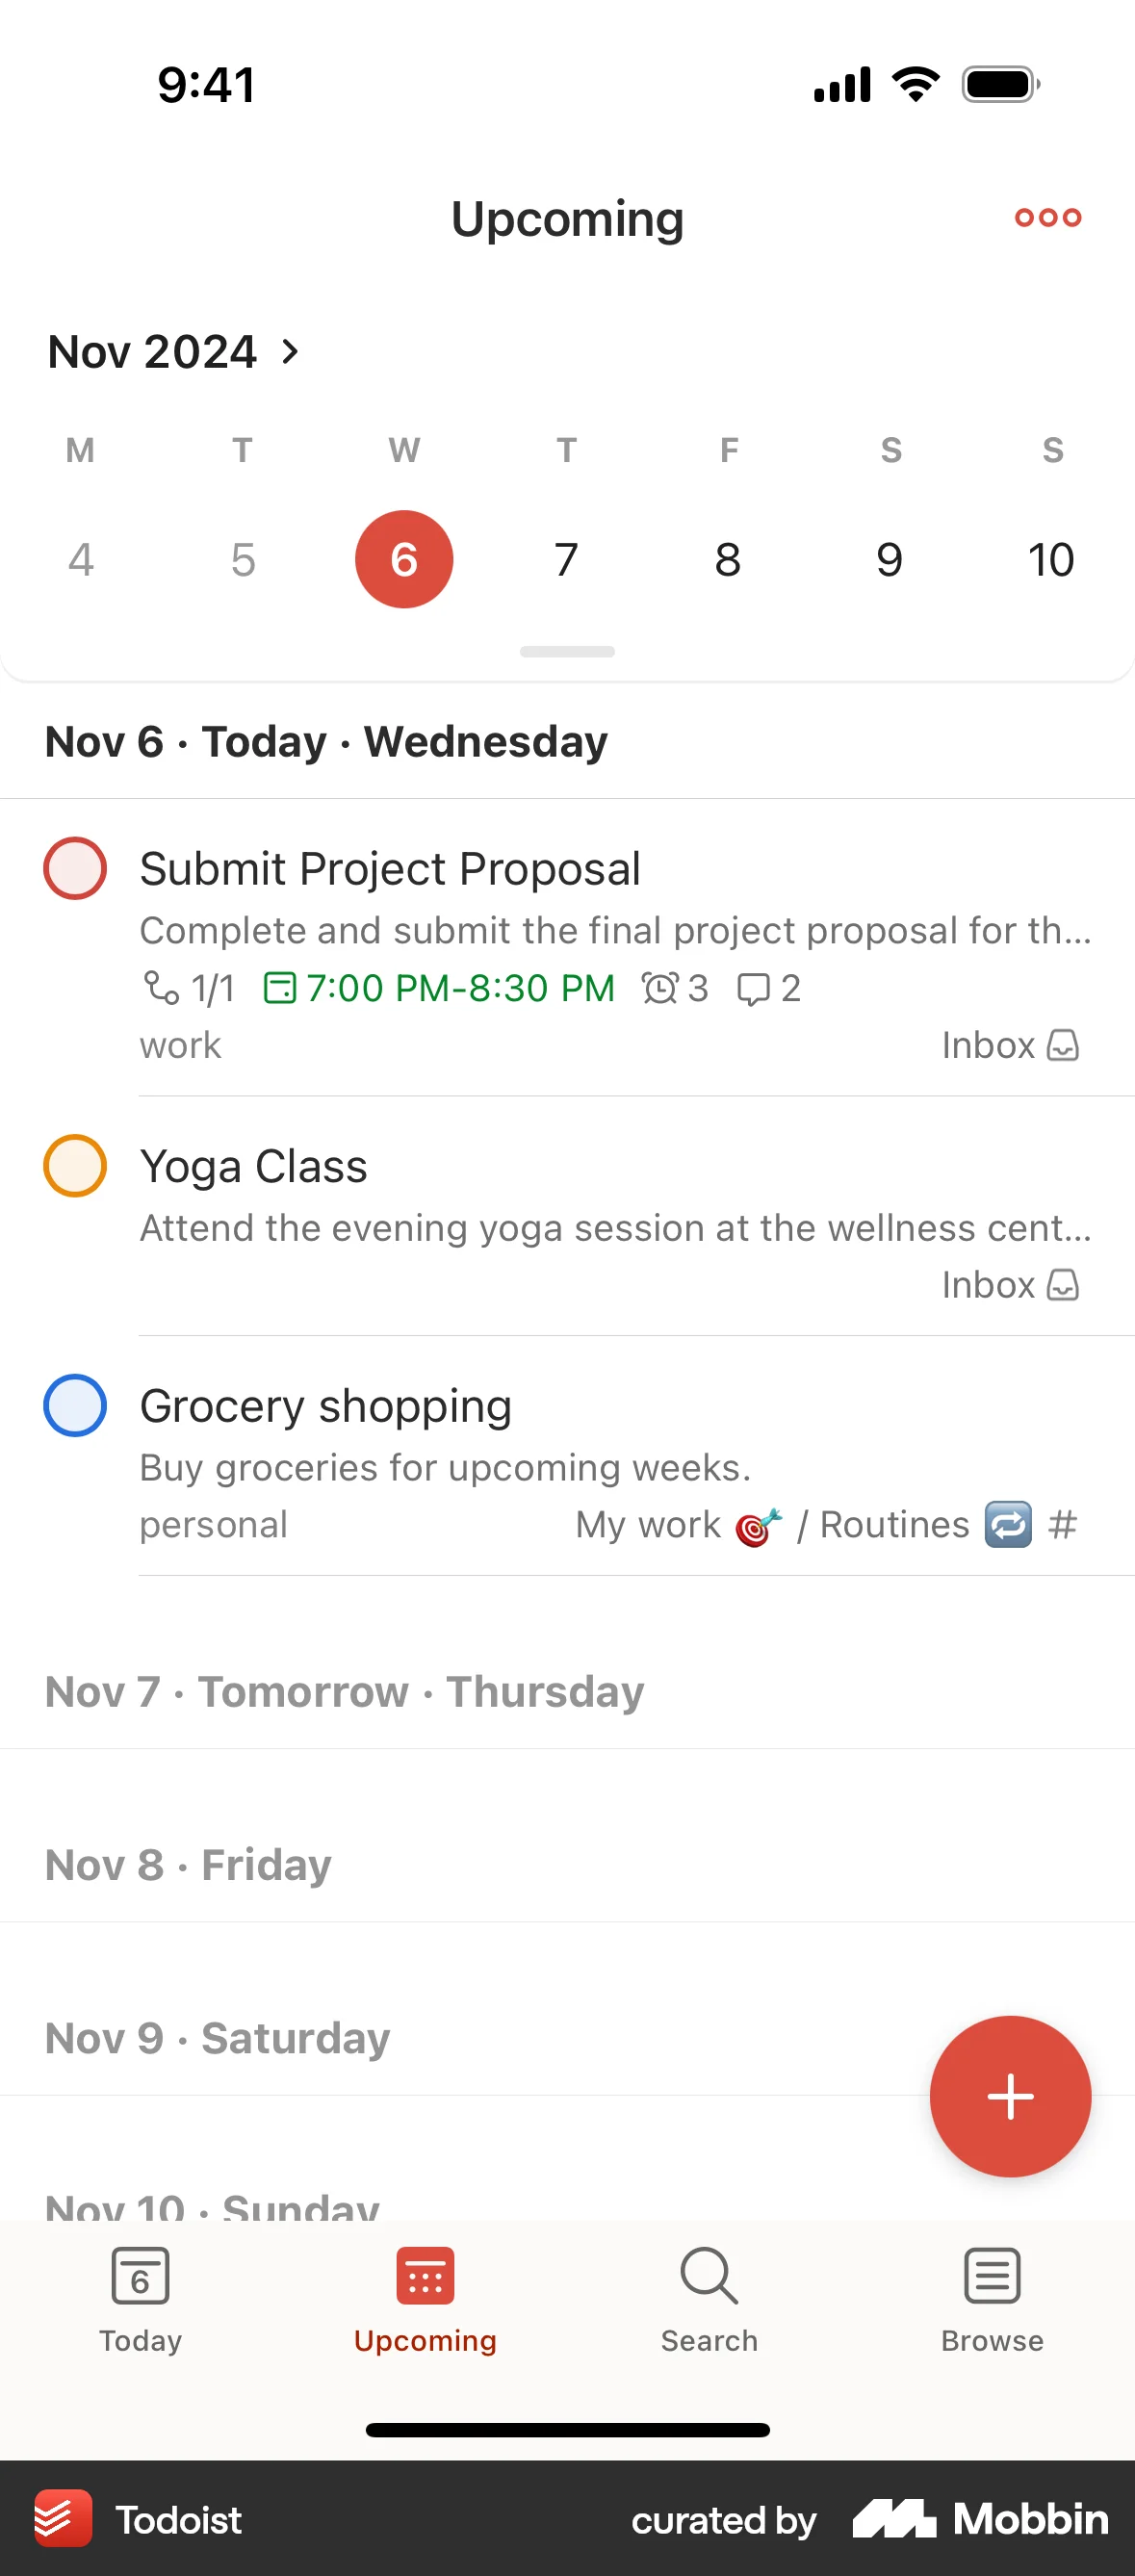 9:41
Upcoming
Nov 2024
M T W T F S S
4 5 6 7 8 9 10
Nov 6 · Today · Wednesday
Submit Project Proposal
Complete and submit the final project proposal for th...
1/1 7:00 PM-8:30 PM 3 2
work Inbox
Yoga Class
Attend the evening yoga session at the wellness cent...
Inbox
Grocery shopping
Buy groceries for upcoming weeks.
personal My work 🎯 / Routines 🔁 #
Nov 7 · Tomorrow · Thursday
Nov 8 · Friday
Nov 9 · Saturday
Nov 10 · Sunday
6
Today Upcoming Search Browse
Todoist curated by Mobbin